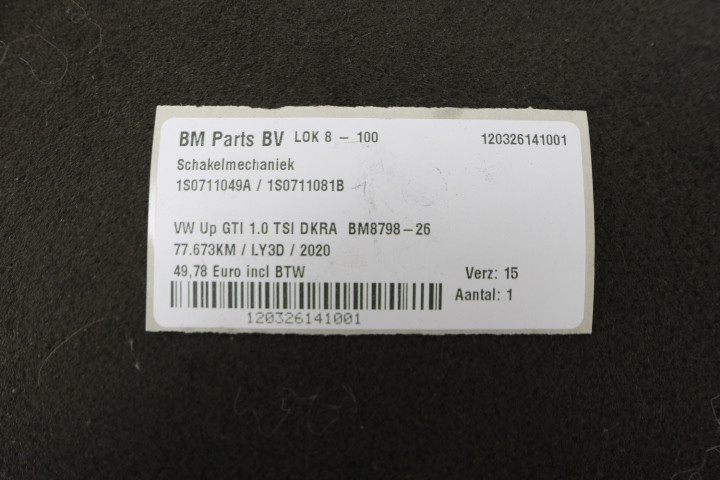 BM Parts BV LOK 8 - 100 120326141001
Schakelmechaniek
1S0711049A / 1S0711081B
VW Up GTI 1.0 TSI DKRA BM8798-26
77.673KM / LY3D / 2020
49,78 Euro incl BTW Verz: 15
Aantal: 1
120326141001